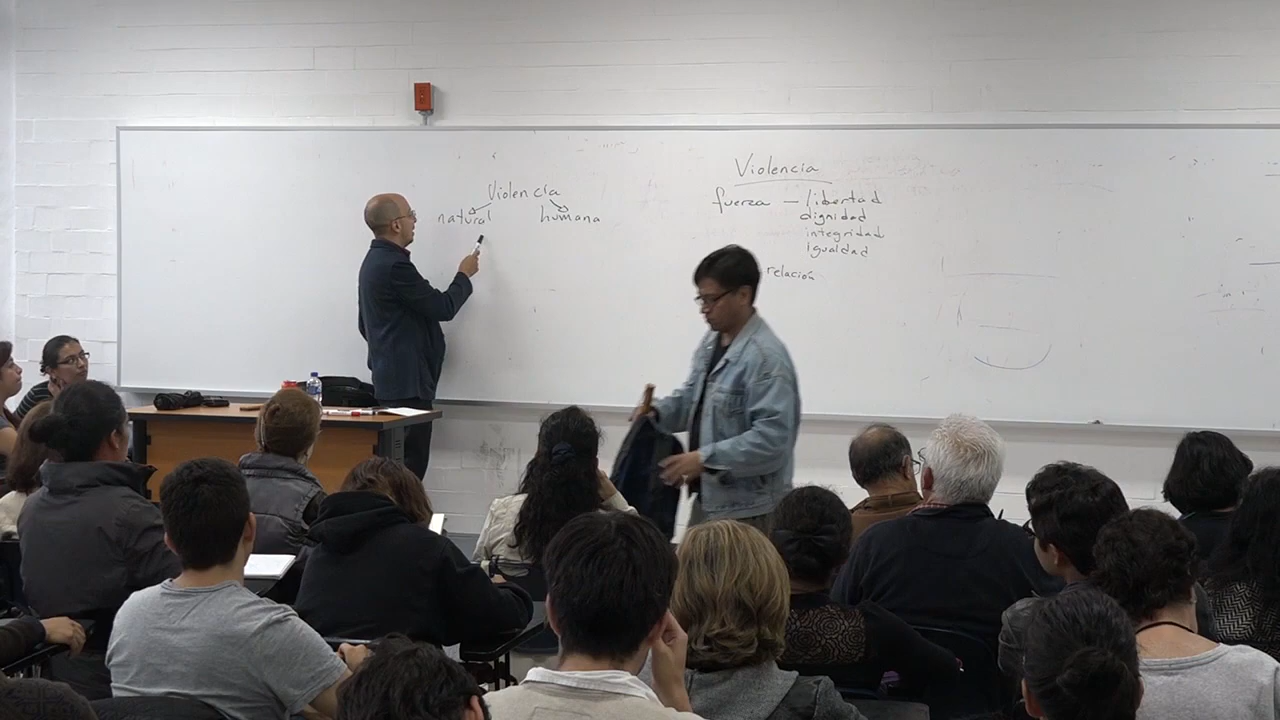 Violencia
natural humana
Violencia
fuerza — libertad
dignidad
integridad
igualdad
relación